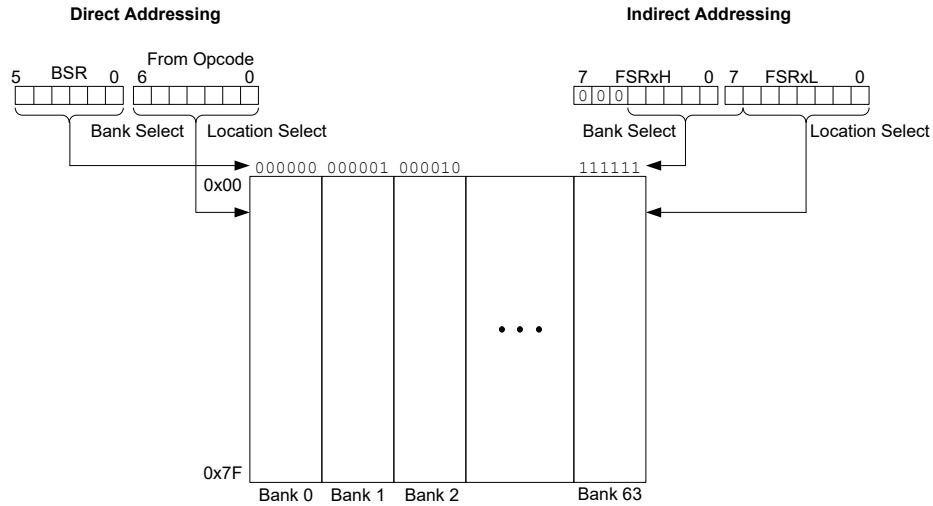 Direct Addressing
Indirect Addressing
From Opcode
5 BSR 0 6 0
7 FSRxH 0 7 FSRxL 0
0 0 0
Bank Select Location Select
Bank Select Location Select
000000 000001 000010 111111
0x00
0x7F
Bank 0 Bank 1 Bank 2 Bank 63